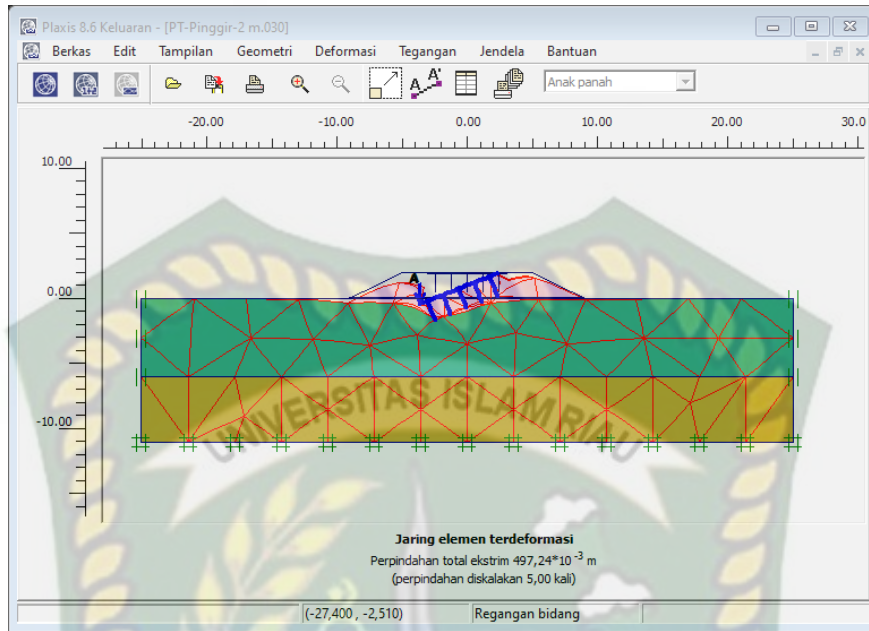 Plaxis 8.6 Keluaran - [PT-Pinggir-2 m.030]
Berkas Edit Tampilan Geometri Deformasi Tegangan Jendela Bantuan
1+2
A A'
Anak panah
-20.00 -10.00 0.00 10.00 20.00 30.0
10.00
A
0.00
-10.00
UNIVERSITAS ISLAM RIAU
Jaring elemen terdeformasi
Perpindahan total ekstrim 497,24*10 -3 m
(perpindahan diskalakan 5,00 kali)
(-27,400 , -2,510) Regangan bidang